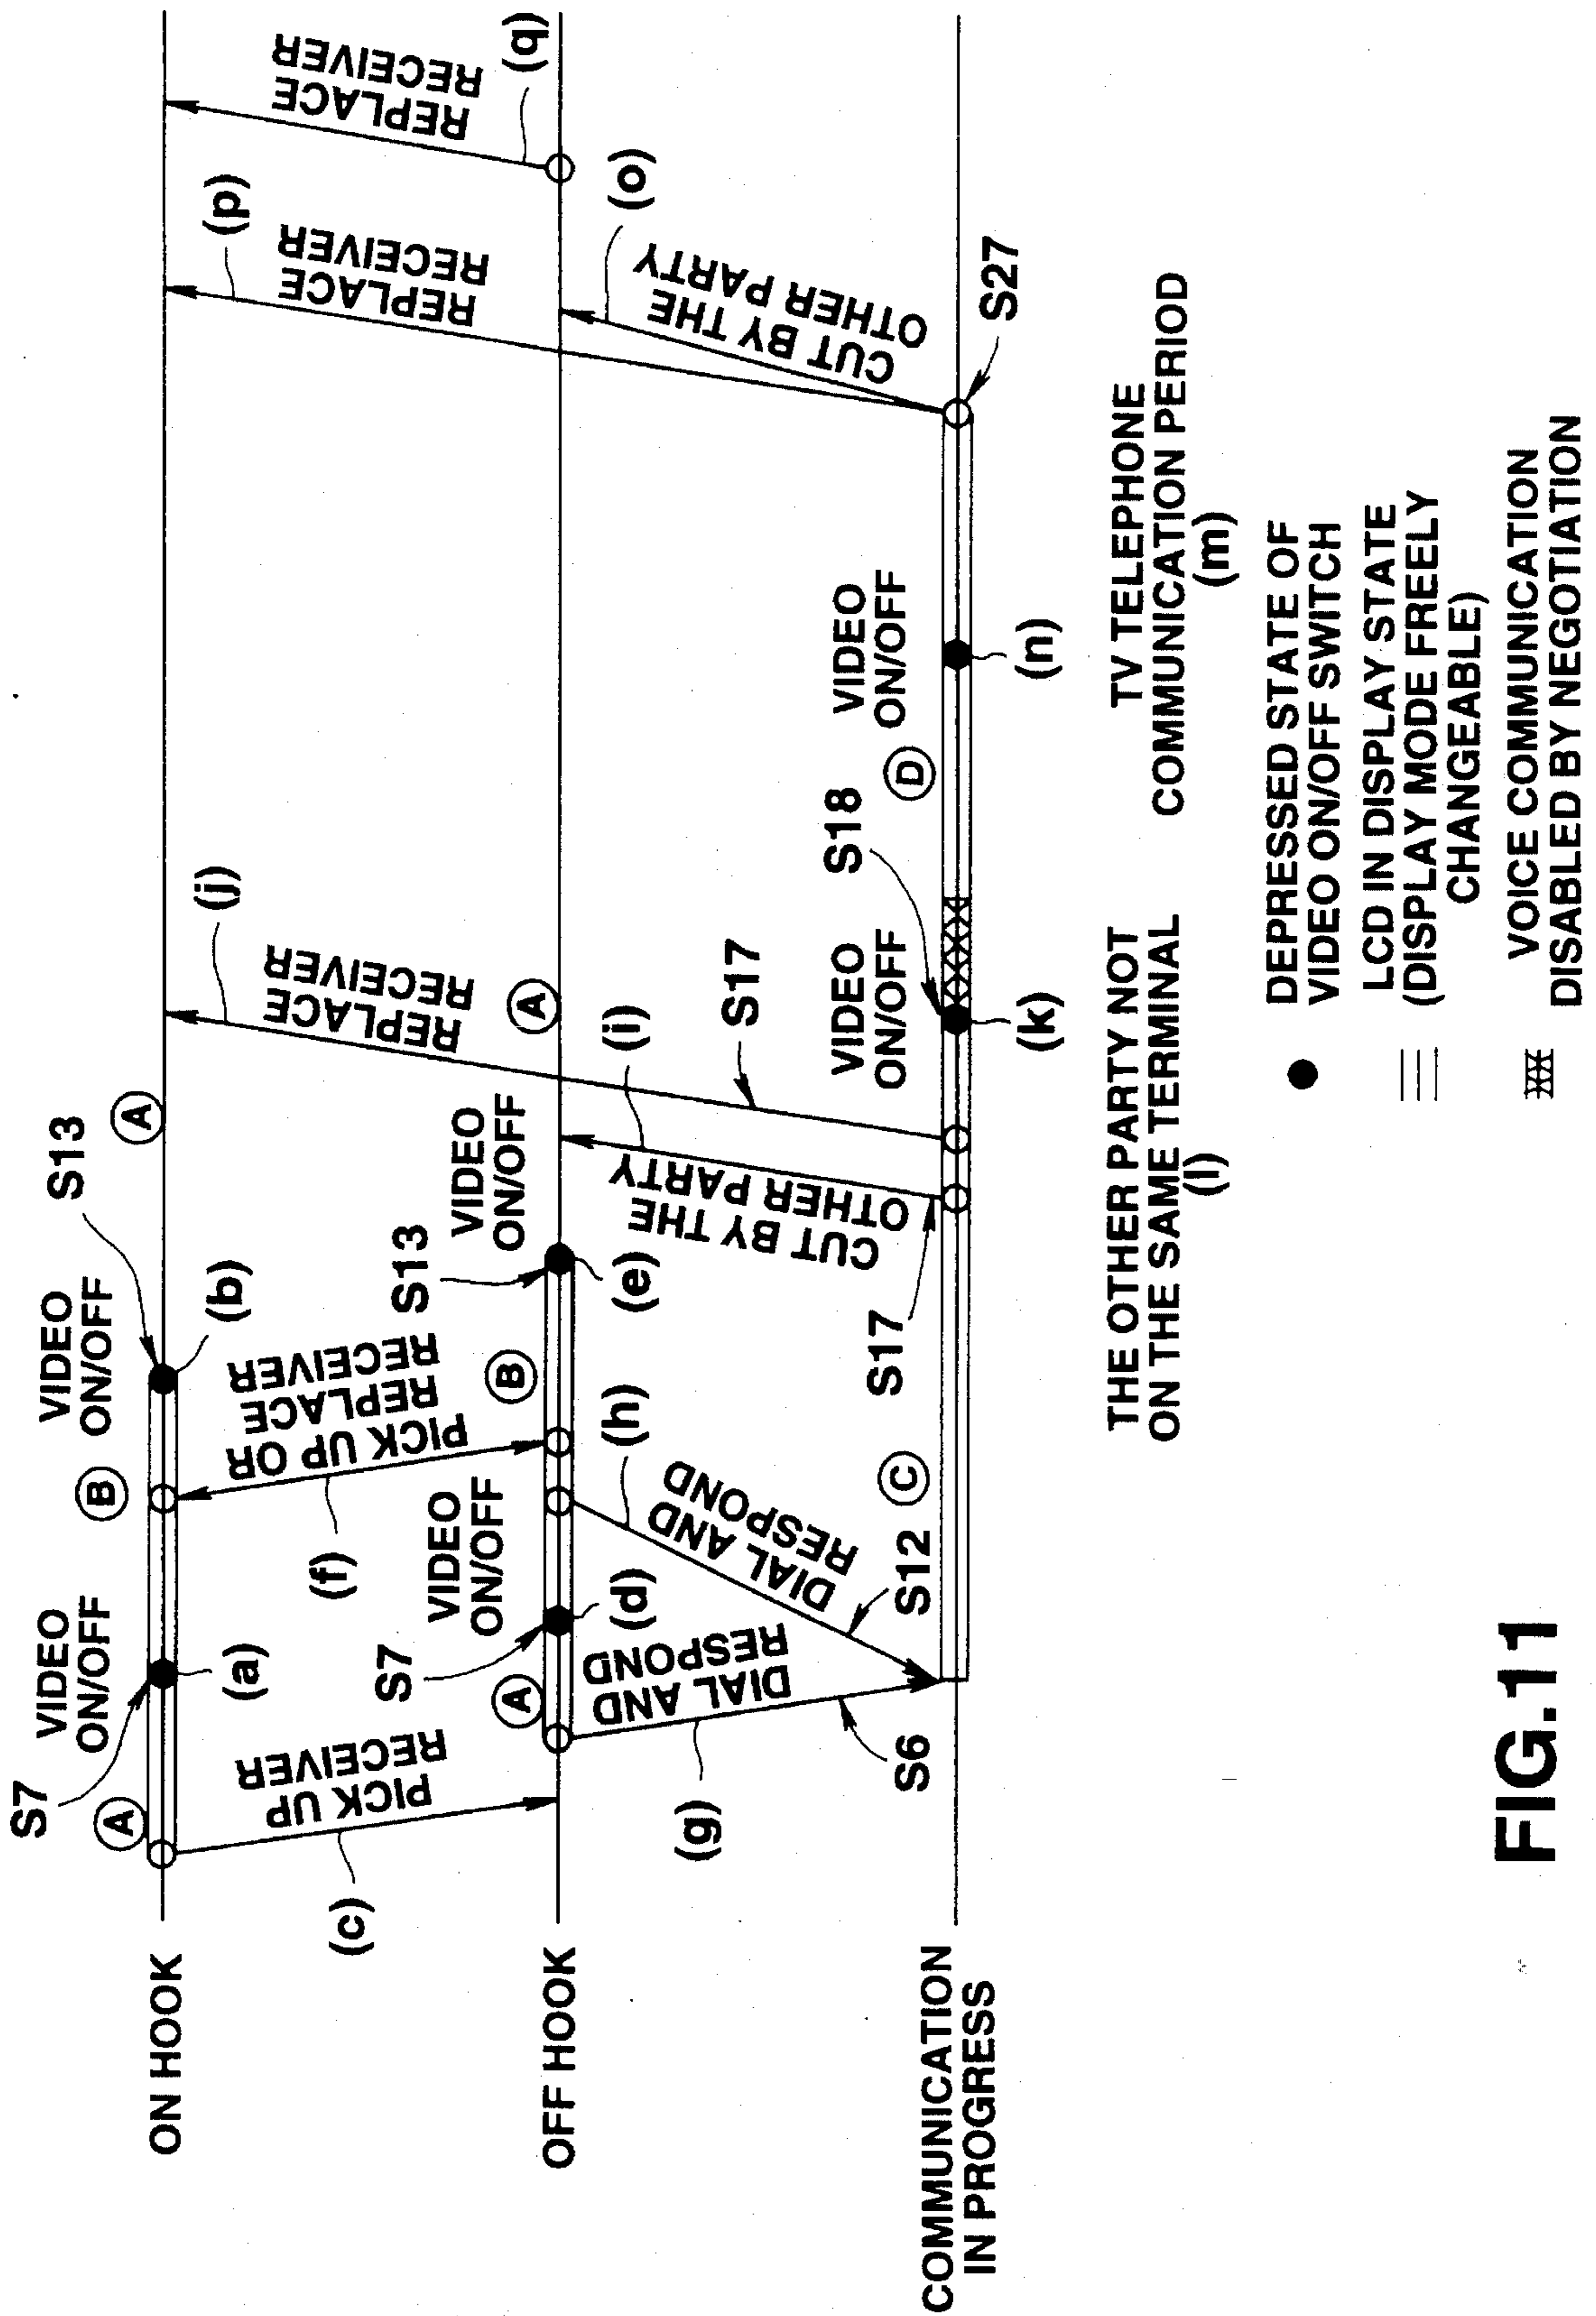 S7
VIDEO
ON/OFF
VIDEO
ON/OFF
S13
A
B
A
ON HOOK
(a)
(b)
(j)
(p)
(c)
PICK UP
RECEIVER
(f)
PICK UP OR
REPLACE
RECEIVER
REPLACE
RECEIVER
REPLACE
RECEIVER
REPLACE
RECEIVER
S7
VIDEO
ON/OFF
S13
VIDEO
ON/OFF
A
B
A
(q)
OFF HOOK
(d)
(e)
(g)
DIAL AND
RESPOND
DIAL AND
RESPOND
(h)
CUT BY THE
OTHER PARTY
(i)
S17
CUT BY THE
OTHER PARTY
(o)
S6
S12
C
S17
VIDEO
ON/OFF
S18
D
VIDEO
ON/OFF
S27
COMMUNICATION
IN PROGRESS
(k)
(n)
THE OTHER PARTY NOT
ON THE SAME TERMINAL
(l)
TV TELEPHONE
COMMUNICATION PERIOD
(m)
DEPRESSED STATE OF
VIDEO ON/OFF SWITCH
LCD IN DISPLAY STATE
(DISPLAY MODE FREELY
CHANGEABLE)
VOICE COMMUNICATION
DISABLED BY NEGOTIATION
FIG.11